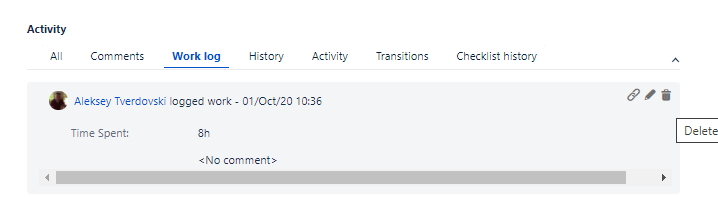 Activity
All Comments Work log History Activity Transitions Checklist history
Aleksey Tverdovski logged work - 01/Oct/20 10:36
Delete
Time Spent: 8h
<No comment>